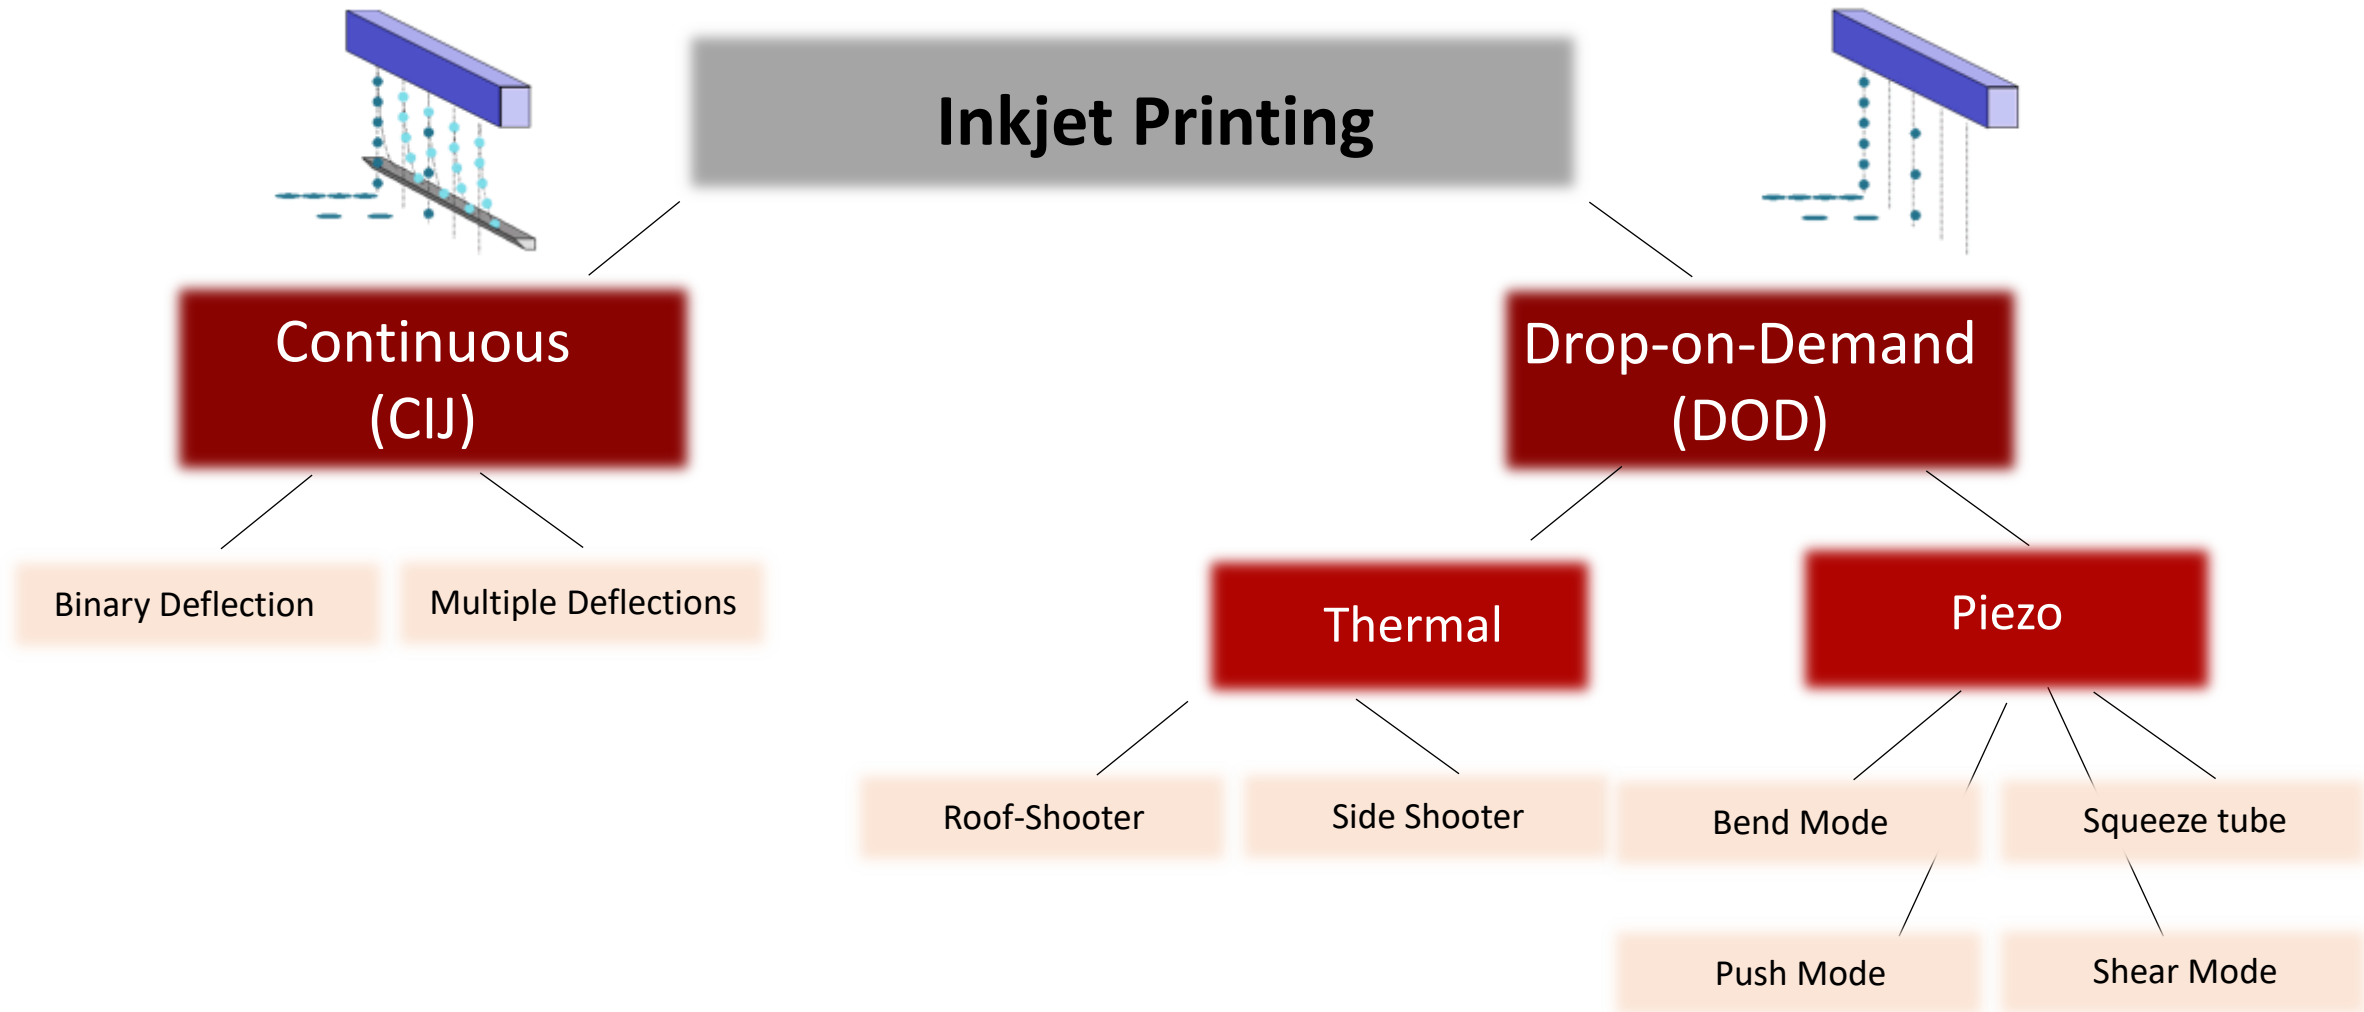 Inkjet Printing
Continuous
(CIJ)
Drop-on-Demand
(DOD)
Binary Deflection
Multiple Deflections
Thermal
Piezo
Roof-Shooter
Side Shooter
Bend Mode
Squeeze tube
Push Mode
Shear Mode